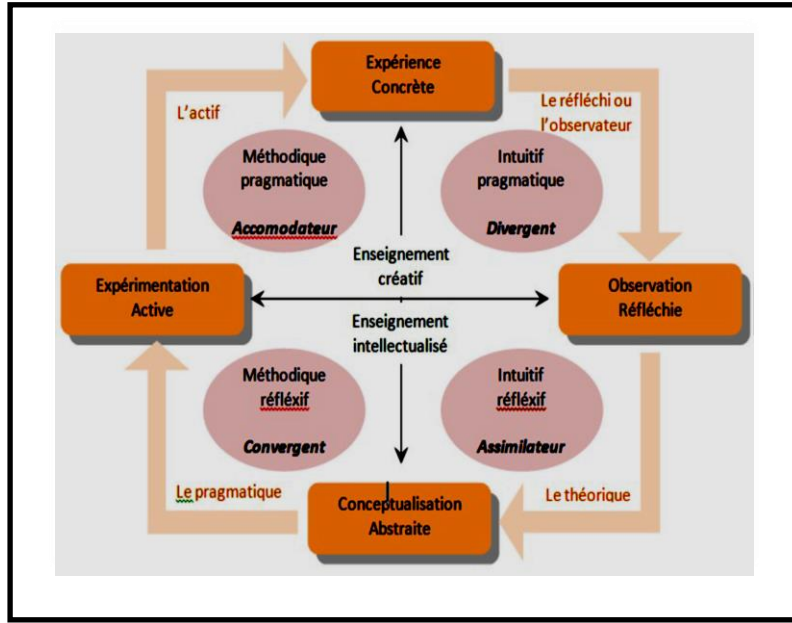 Expérience
Concrète
L'actif
Le réfléchi ou
l'observateur
Méthodique
pragmatique
Accomodateur
Intuitif
pragmatique
Divergent
Enseignement
créatif
Expérimentation
Active
Observation
Réfléchie
Enseignement
intellectualisé
Méthodique
réfléxif
Convergent
Intuitif
réfléxif
Assimilateur
Le pragmatique
Le théorique
Conceptualisation
Abstraite